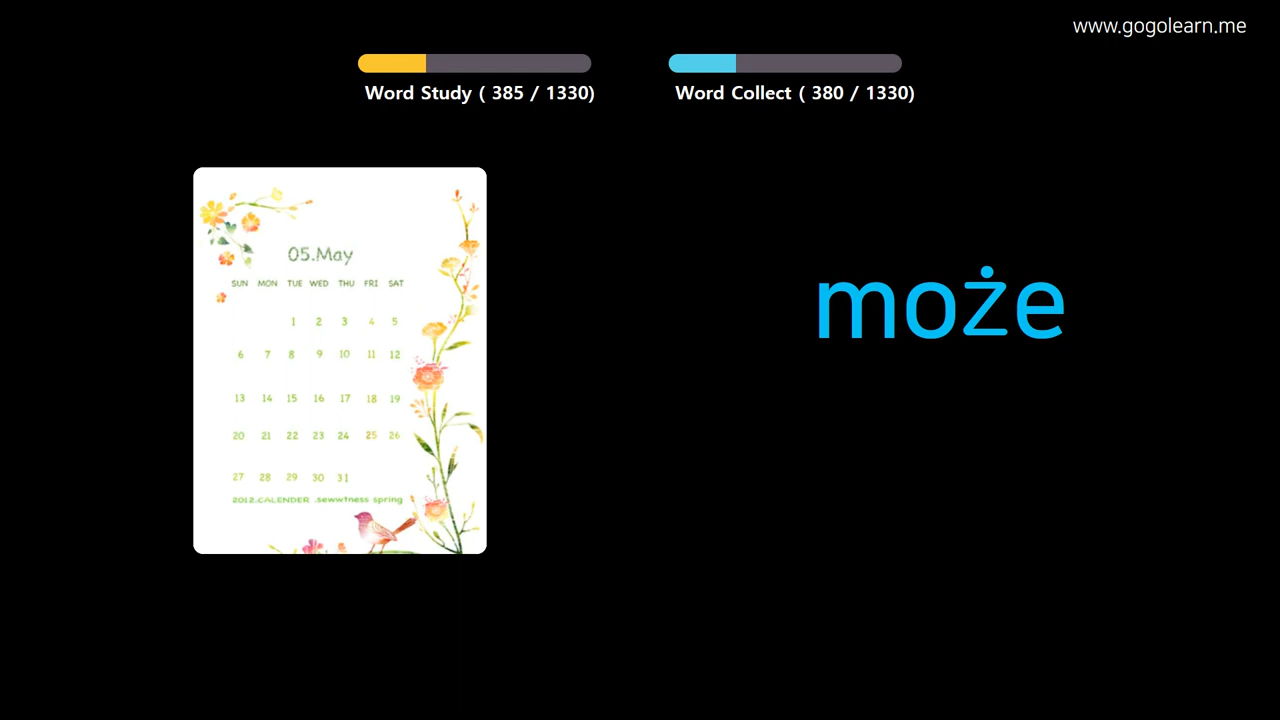 www.gogolearn.me
Word Study ( 385 / 1330)
Word Collect ( 380 / 1330)
05.May
SUN MON TUE WED THU FRI SAT
1 2 3 4 5
6 7 8 9 10 11 12
13 14 15 16 17 18 19
20 21 22 23 24 25 26
27 28 29 30 31
2012.CALENDER .sewwtness spring
może